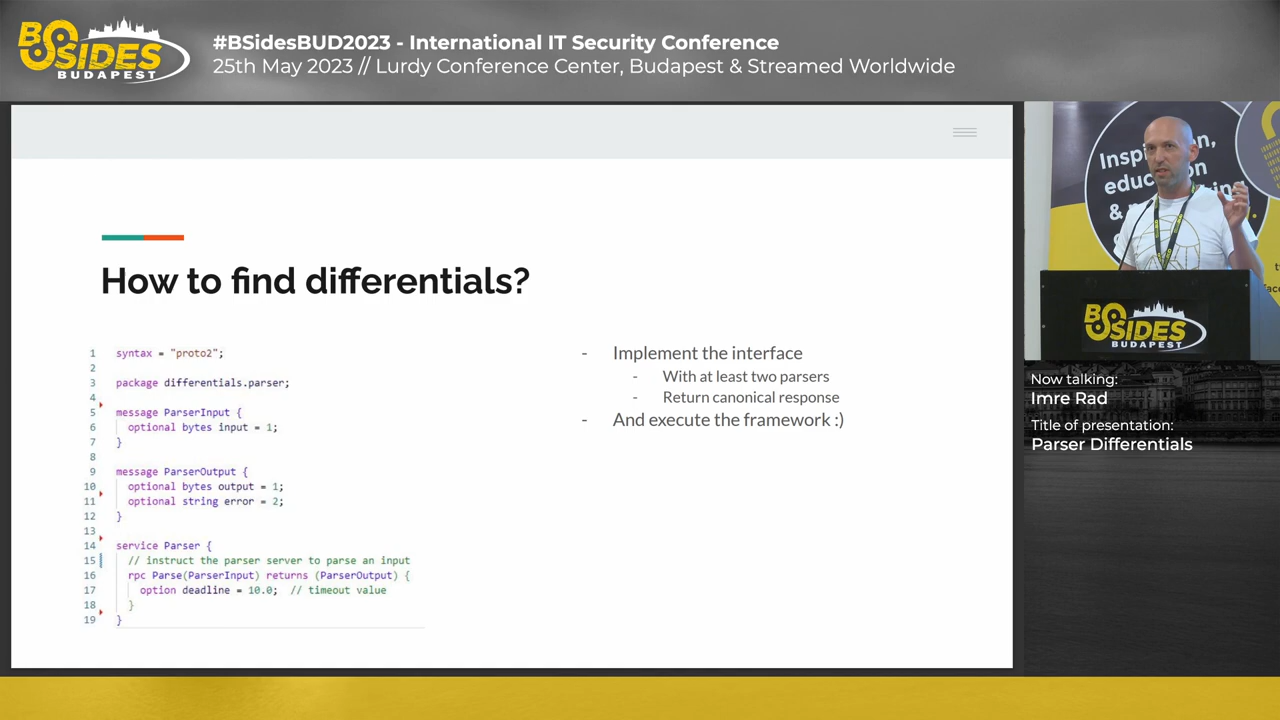 BSIDES
BUDAPEST
#BSidesBUD2023 - International IT Security Conference
25th May 2023 // Lurdy Conference Center, Budapest & Streamed Worldwide
How to find differentials?
1 syntax = "proto2";
2
3 package differentials.parser;
4
5 message ParserInput {
6 optional bytes input = 1;
7 }
8
9 message ParserOutput {
10 optional bytes output = 1;
11 optional string error = 2;
12 }
13
14 service Parser {
15 // instruct the parser server to parse an input
16 rpc Parse(ParserInput) returns (ParserOutput) {
17 option deadline = 10.0; // timeout value
18 }
19 }
- Implement the interface
- With at least two parsers
- Return canonical response
- And execute the framework :)
BSIDES
BUDAPEST
Now talking:
Imre Rad
Title of presentation:
Parser Differentials